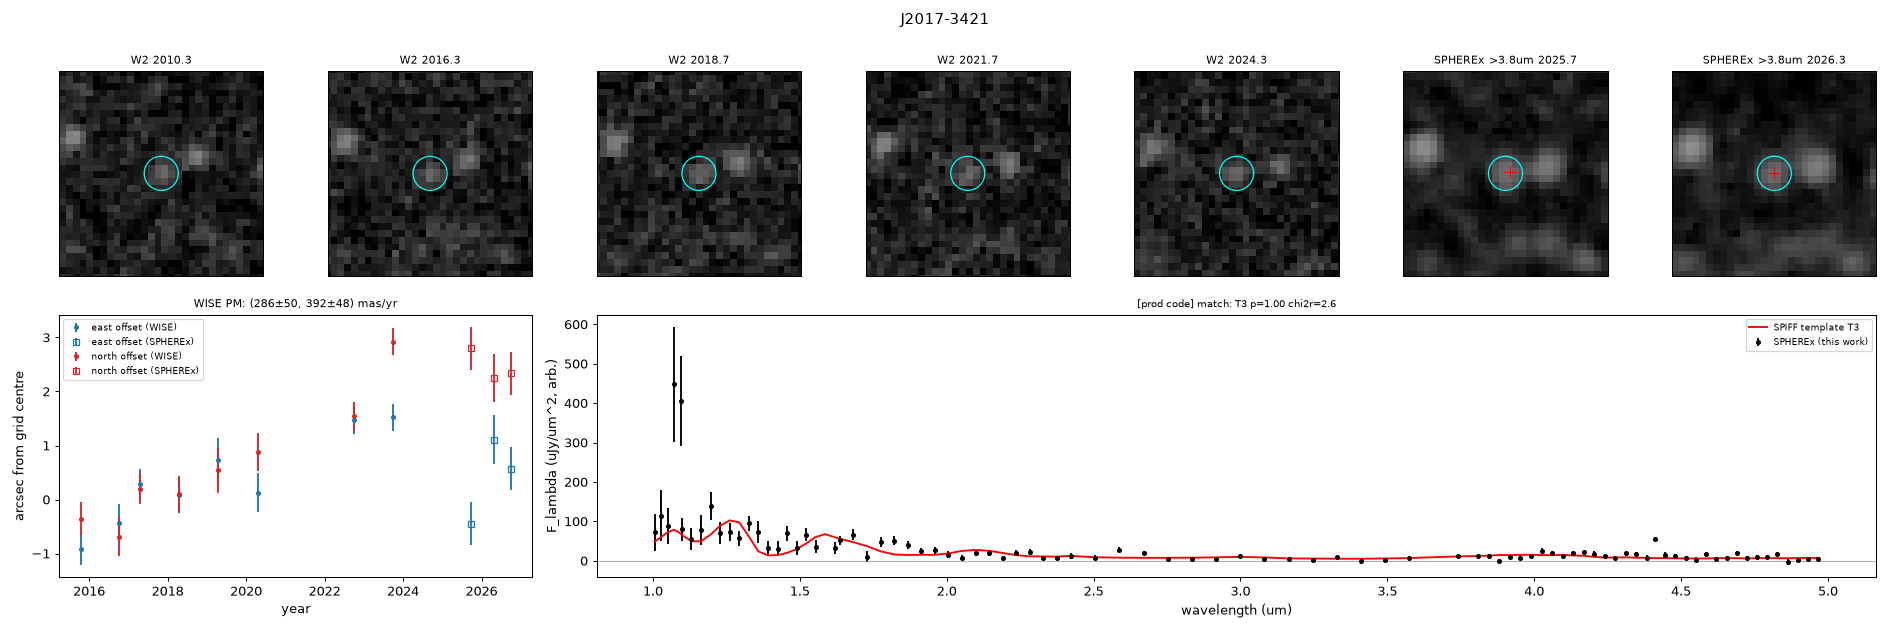 J2017-3421
W2 2010.3
W2 2016.3
W2 2018.7
W2 2021.7
W2 2024.3
SPHEREx >3.8um 2025.7
SPHEREx >3.8um 2026.3
WISE PM: (286±50, 392±48) mas/yr
east offset (WISE)
east offset (SPHEREx)
north offset (WISE)
north offset (SPHEREx)
arcsec from grid centre
3
2
1
0
−1
2016
2018
2020
2022
2024
2026
year
[prod code] match: T3 p=1.00 chi2r=2.6
SPIFF template T3
SPHEREx (this work)
F_lambda (uJy/um^2, arb.)
600
500
400
300
200
100
0
1.0
1.5
2.0
2.5
3.0
3.5
4.0
4.5
5.0
wavelength (um)